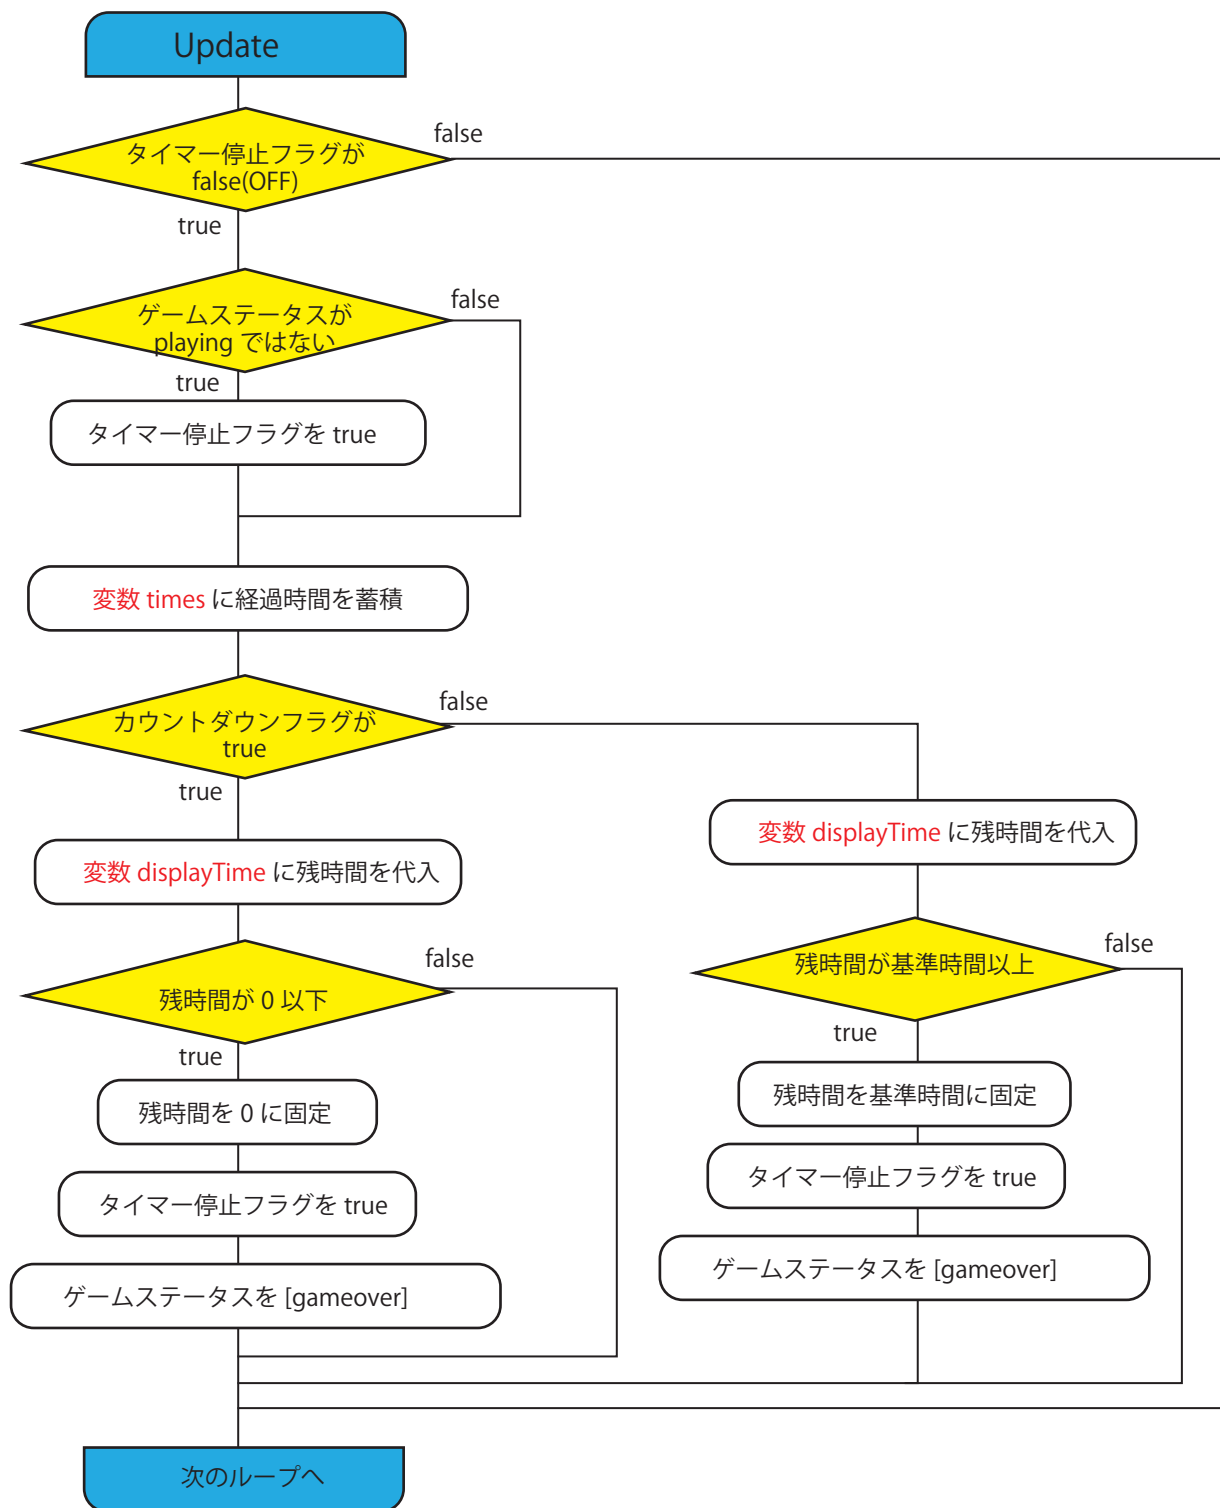 Update
タイマー停止フラグが
false(OFF)
false
true
ゲームステータスが
playing ではない
false
true
タイマー停止フラグを true
変数 times に経過時間を蓄積
カウントダウンフラグが
true
false
true
変数 displayTime に残時間を代入
残時間が 0 以下
false
true
残時間を 0 に固定
タイマー停止フラグを true
ゲームステータスを [gameover]
変数 displayTime に残時間を代入
残時間が基準時間以上
false
true
残時間を基準時間に固定
タイマー停止フラグを true
ゲームステータスを [gameover]
次のループへ